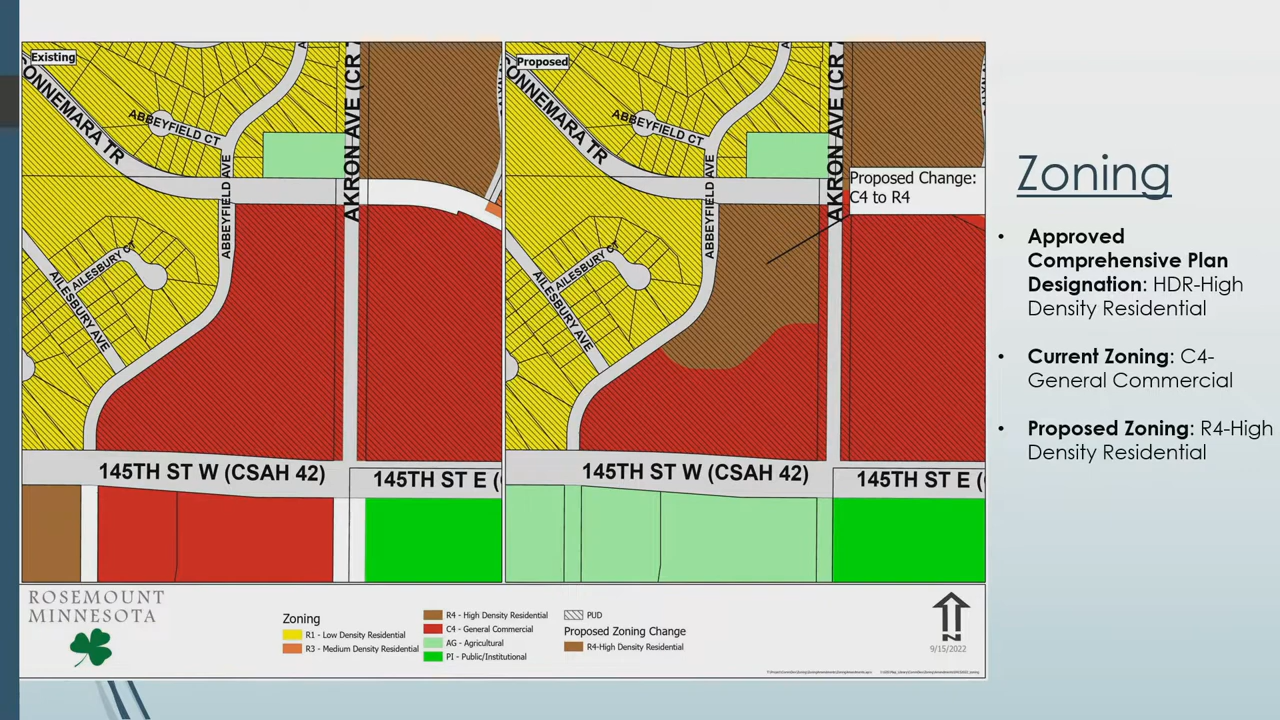 Existing
ONNEMARA TR
ABBEYFIELD CT
ABBEYFIELD AVE
AKRON AVE (CR
AILESBURY CT
AILESBURY AVE
145TH ST W (CSAH 42)
145TH ST E (
Proposed
ONNEMARA TR
ABBEYFIELD CT
ABBEYFIELD AVE
AKRON AVE (CR
Proposed Change:
C4 to R4
AILESBURY CT
AILESBURY AVE
145TH ST W (CSAH 42)
145TH ST E (
ROSEMOUNT
MINNESOTA
Zoning
R1 - Low Density Residential
R3 - Medium Density Residential
R4 - High Density Residential
C4 - General Commercial
AG - Agricultural
PI - Public/Institutional
PUD
Proposed Zoning Change
R4-High Density Residential
N
9/15/2022
Zoning
• Approved
Comprehensive Plan
Designation: HDR-High
Density Residential
• Current Zoning: C4-
General Commercial
• Proposed Zoning: R4-High
Density Residential